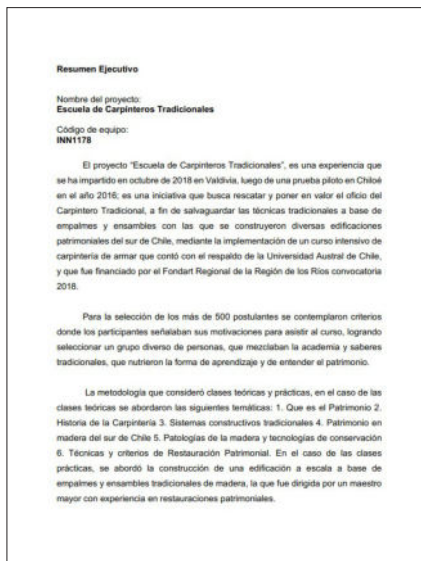 Resumen Ejecutivo
Nombre del proyecto:
Escuela de Carpinteros Tradicionales
Código de equipo:
INN1178
El proyecto "Escuela de Carpinteros Tradicionales", es una experiencia que
se ha impartido en octubre de 2018 en Valdivia, luego de una prueba piloto en Chiloé
en el año 2016; es una iniciativa que busca rescatar y poner en valor el oficio del
Carpintero Tradicional, a fin de salvaguardar las técnicas tradicionales a base de
empalmes y ensambles con las que se construyeron diversas edificaciones
patrimoniales del sur de Chile, mediante la implementación de un curso intensivo de
carpintería de armar que contó con el respaldo de la Universidad Austral de Chile,
y que fue financiado por el Fondart Regional de la Región de los Ríos convocatoria
2018.
Para la selección de los más de 500 postulantes se contemplaron criterios
donde los participantes señalaban sus motivaciones para asistir al curso, logrando
seleccionar un grupo diverso de personas, que mezclaban la academia y saberes
tradicionales, que nutrieron la forma de aprendizaje y de entender el patrimonio.
La metodología que consideró clases teóricas y prácticas, en el caso de las
clases teóricas se abordaron las siguientes temáticas: 1. Que es el Patrimonio 2.
Historia de la Carpintería 3. Sistemas constructivos tradicionales 4. Patrimonio en
madera del sur de Chile 5. Patologías de la madera y tecnologías de conservación
6. Técnicas y criterios de Restauración Patrimonial. En el caso de las clases
prácticas, se abordó la construcción de una edificación a escala a base de
empalmes y ensambles tradicionales de madera, la que fue dirigida por un maestro
mayor con experiencia en restauraciones patrimoniales.